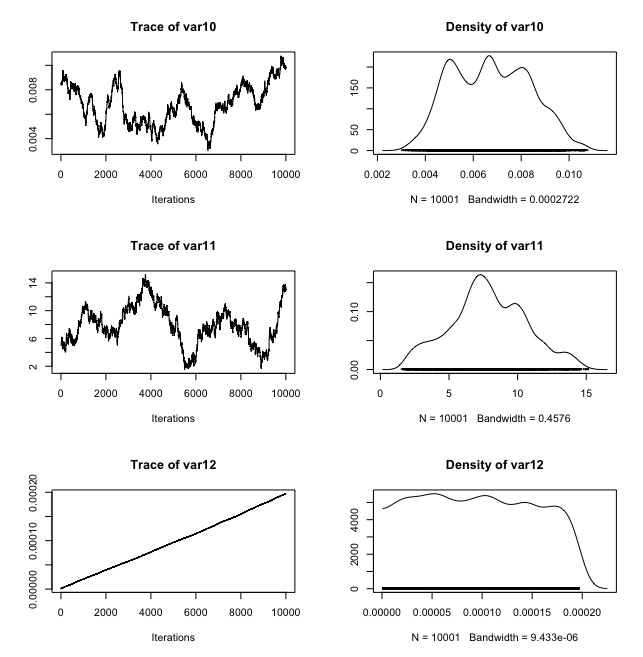 Trace of var10
Density of var10
0.004
0.008
0 2000 4000 6000 8000 10000
Iterations
0 50 150
0.002 0.004 0.006 0.008 0.010
N = 10001 Bandwidth = 0.0002722
Trace of var11
Density of var11
2 6 10 14
0 2000 4000 6000 8000 10000
Iterations
0.00 0.10
0 5 10 15
N = 10001 Bandwidth = 0.4576
Trace of var12
Density of var12
0.00000 0.00010 0.00020
0 2000 4000 6000 8000 10000
Iterations
0 2000 4000
0.00000 0.00005 0.00010 0.00015 0.00020
N = 10001 Bandwidth = 9.433e-06